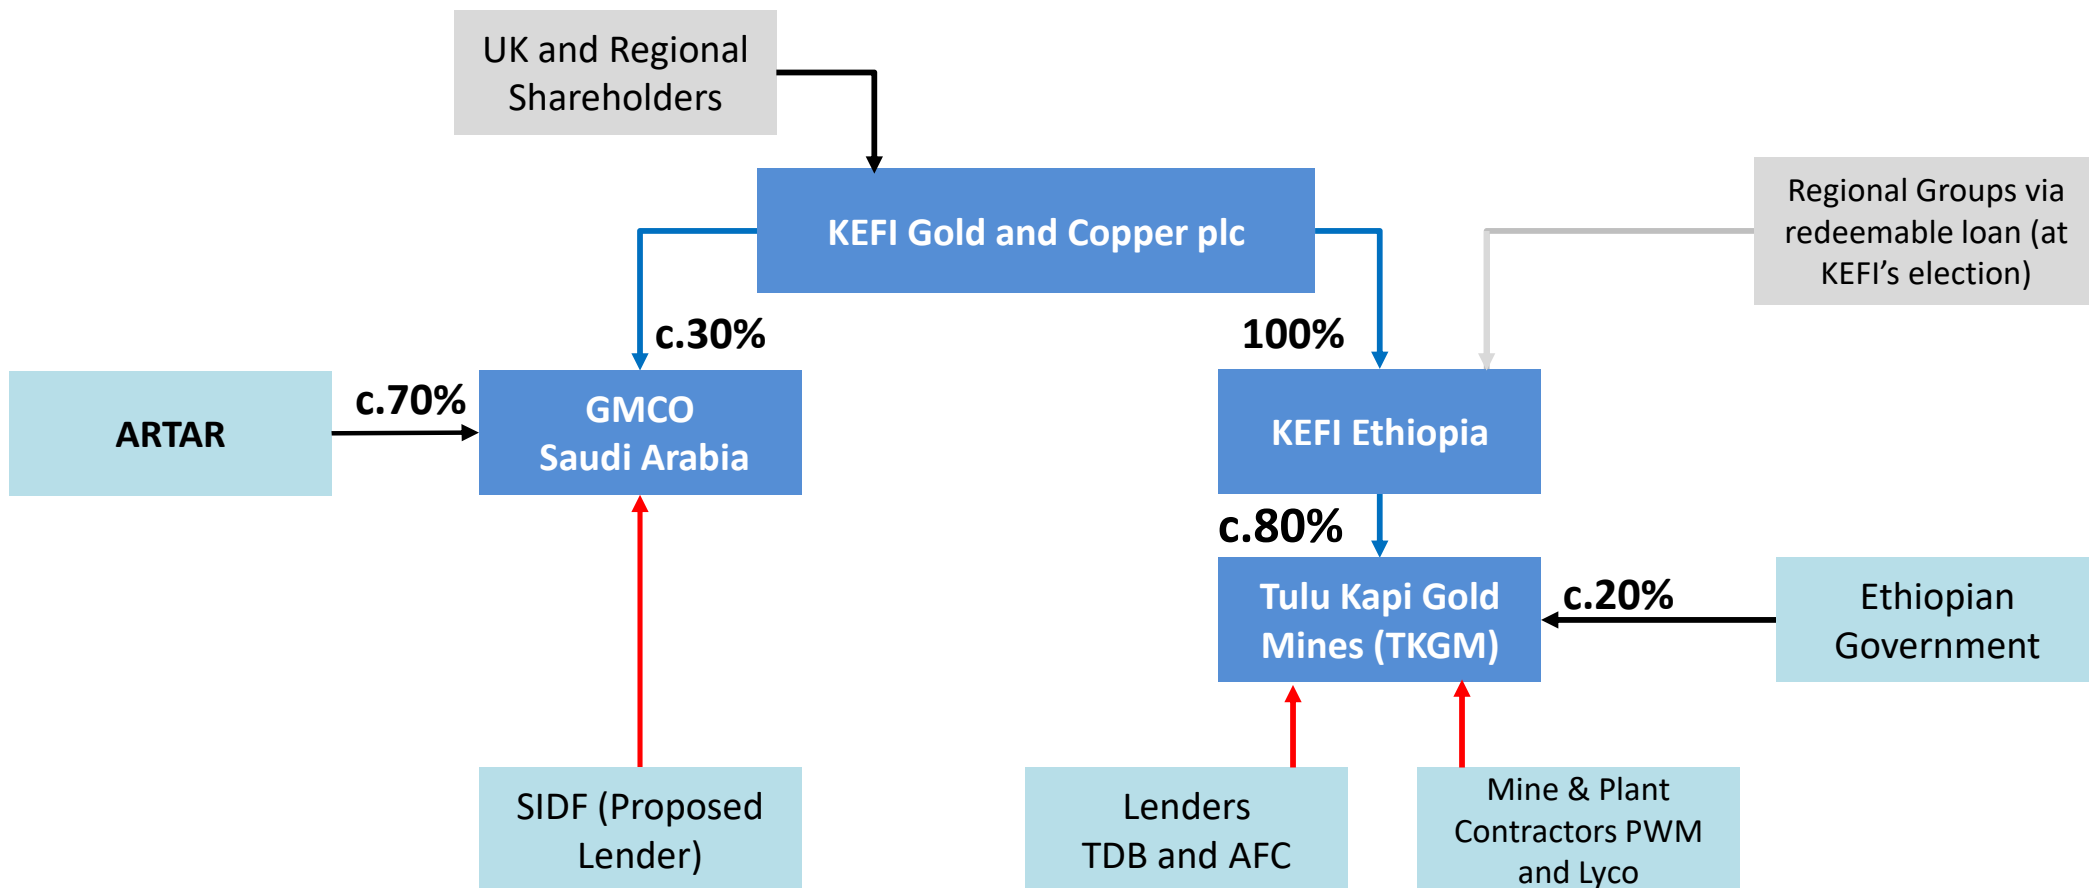 UK and Regional
Shareholders
KEFI Gold and Copper plc
Regional Groups via
redeemable loan (at
KEFI’s election)
c.30%
100%
ARTAR
c.70%
GMCO
Saudi Arabia
KEFI Ethiopia
c.80%
Tulu Kapi Gold
Mines (TKGM)
c.20%
Ethiopian
Government
SIDF (Proposed
Lender)
Lenders
TDB and AFC
Mine & Plant
Contractors PWM
and Lyco